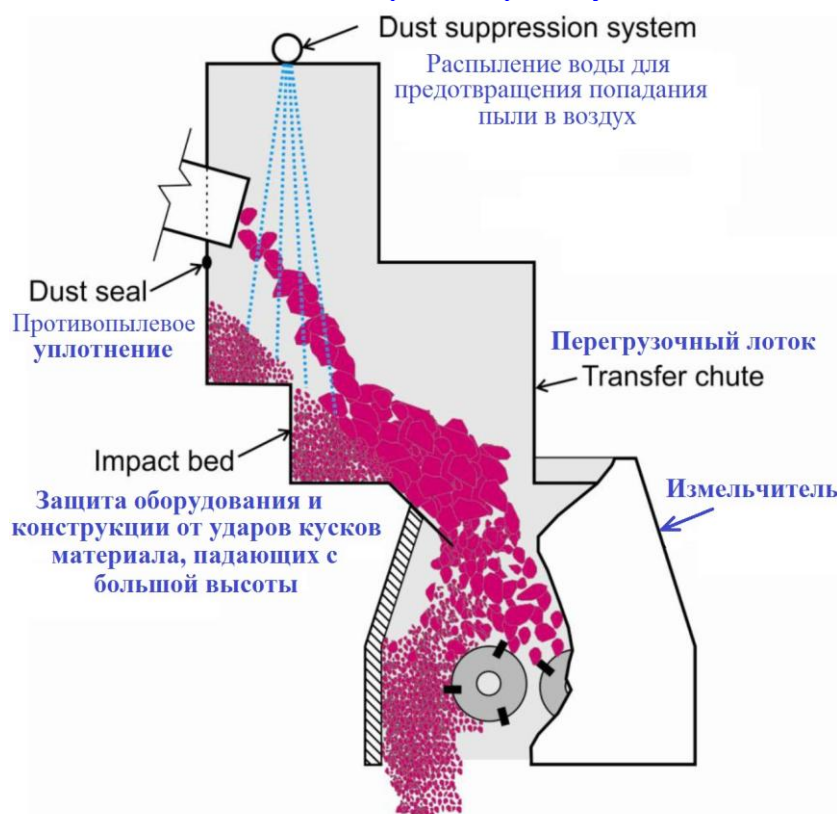 Dust suppression system
Распыление воды для
предотвращения попадания
пыли в воздух
Dust seal
Противопылевое
уплотнение
Перегрузочный лоток
Transfer chute
Impact bed
Защита оборудования и
конструкции от ударов кусков
материала, падающих с
большой высоты
Измельчитель